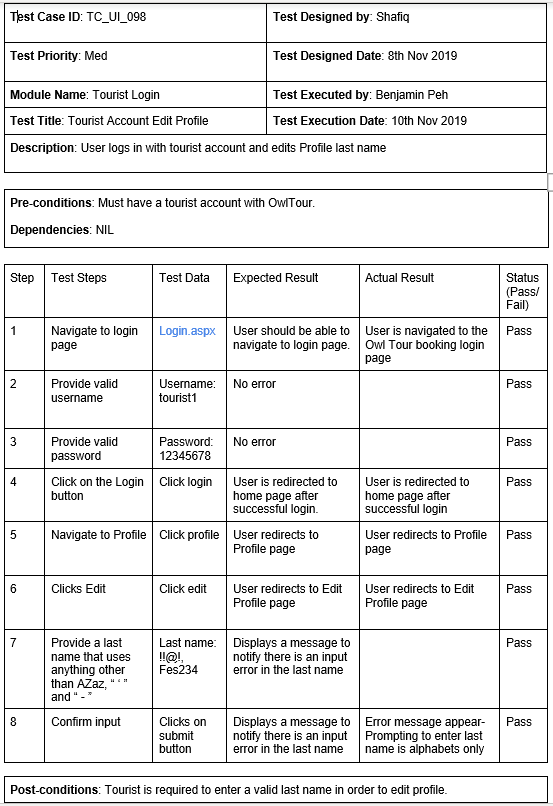 Test Case ID: TC_UI_098
Test Designed by: Shafiq
Test Priority: Med
Test Designed Date: 8th Nov 2019
Module Name: Tourist Login
Test Executed by: Benjamin Peh
Test Title: Tourist Account Edit Profile
Test Execution Date: 10th Nov 2019
Description: User logs in with tourist account and edits Profile last name
Pre-conditions: Must have a tourist account with OwlTour.
Dependencies: NIL
Step
Test Steps
Test Data
Expected Result
Actual Result
Status
(Pass/
Fail)
1
Navigate to login
page
Login.aspx
User should be able to
navigate to login page.
User is navigated to the
Owl Tour booking login
page
Pass
2
Provide valid
username
Username:
tourist1
No error
Pass
3
Provide valid
password
Password:
12345678
No error
Pass
4
Click on the Login
button
Click login
User is redirected to
home page after
successful login.
User is redirected to
home page after
successful login
Pass
5
Navigate to Profile
Click profile
User redirects to
Profile page
User redirects to Profile
page
Pass
6
Clicks Edit
Click edit
User redirects to Edit
Profile page
User redirects to Edit
Profile page
Pass
7
Provide a last
name that uses
anything other
than AZaz, “ ‘ ”
and “ - ”
Last name:
!!@!,
Fes234
Displays a message to
notify there is an input
error in the last name
Pass
8
Confirm input
Clicks on
submit
button
Displays a message to
notify there is an input
error in the last name
Error message appear-
Prompting to enter last
name is alphabets only
Pass
Post-conditions: Tourist is required to enter a valid last name in order to edit profile.